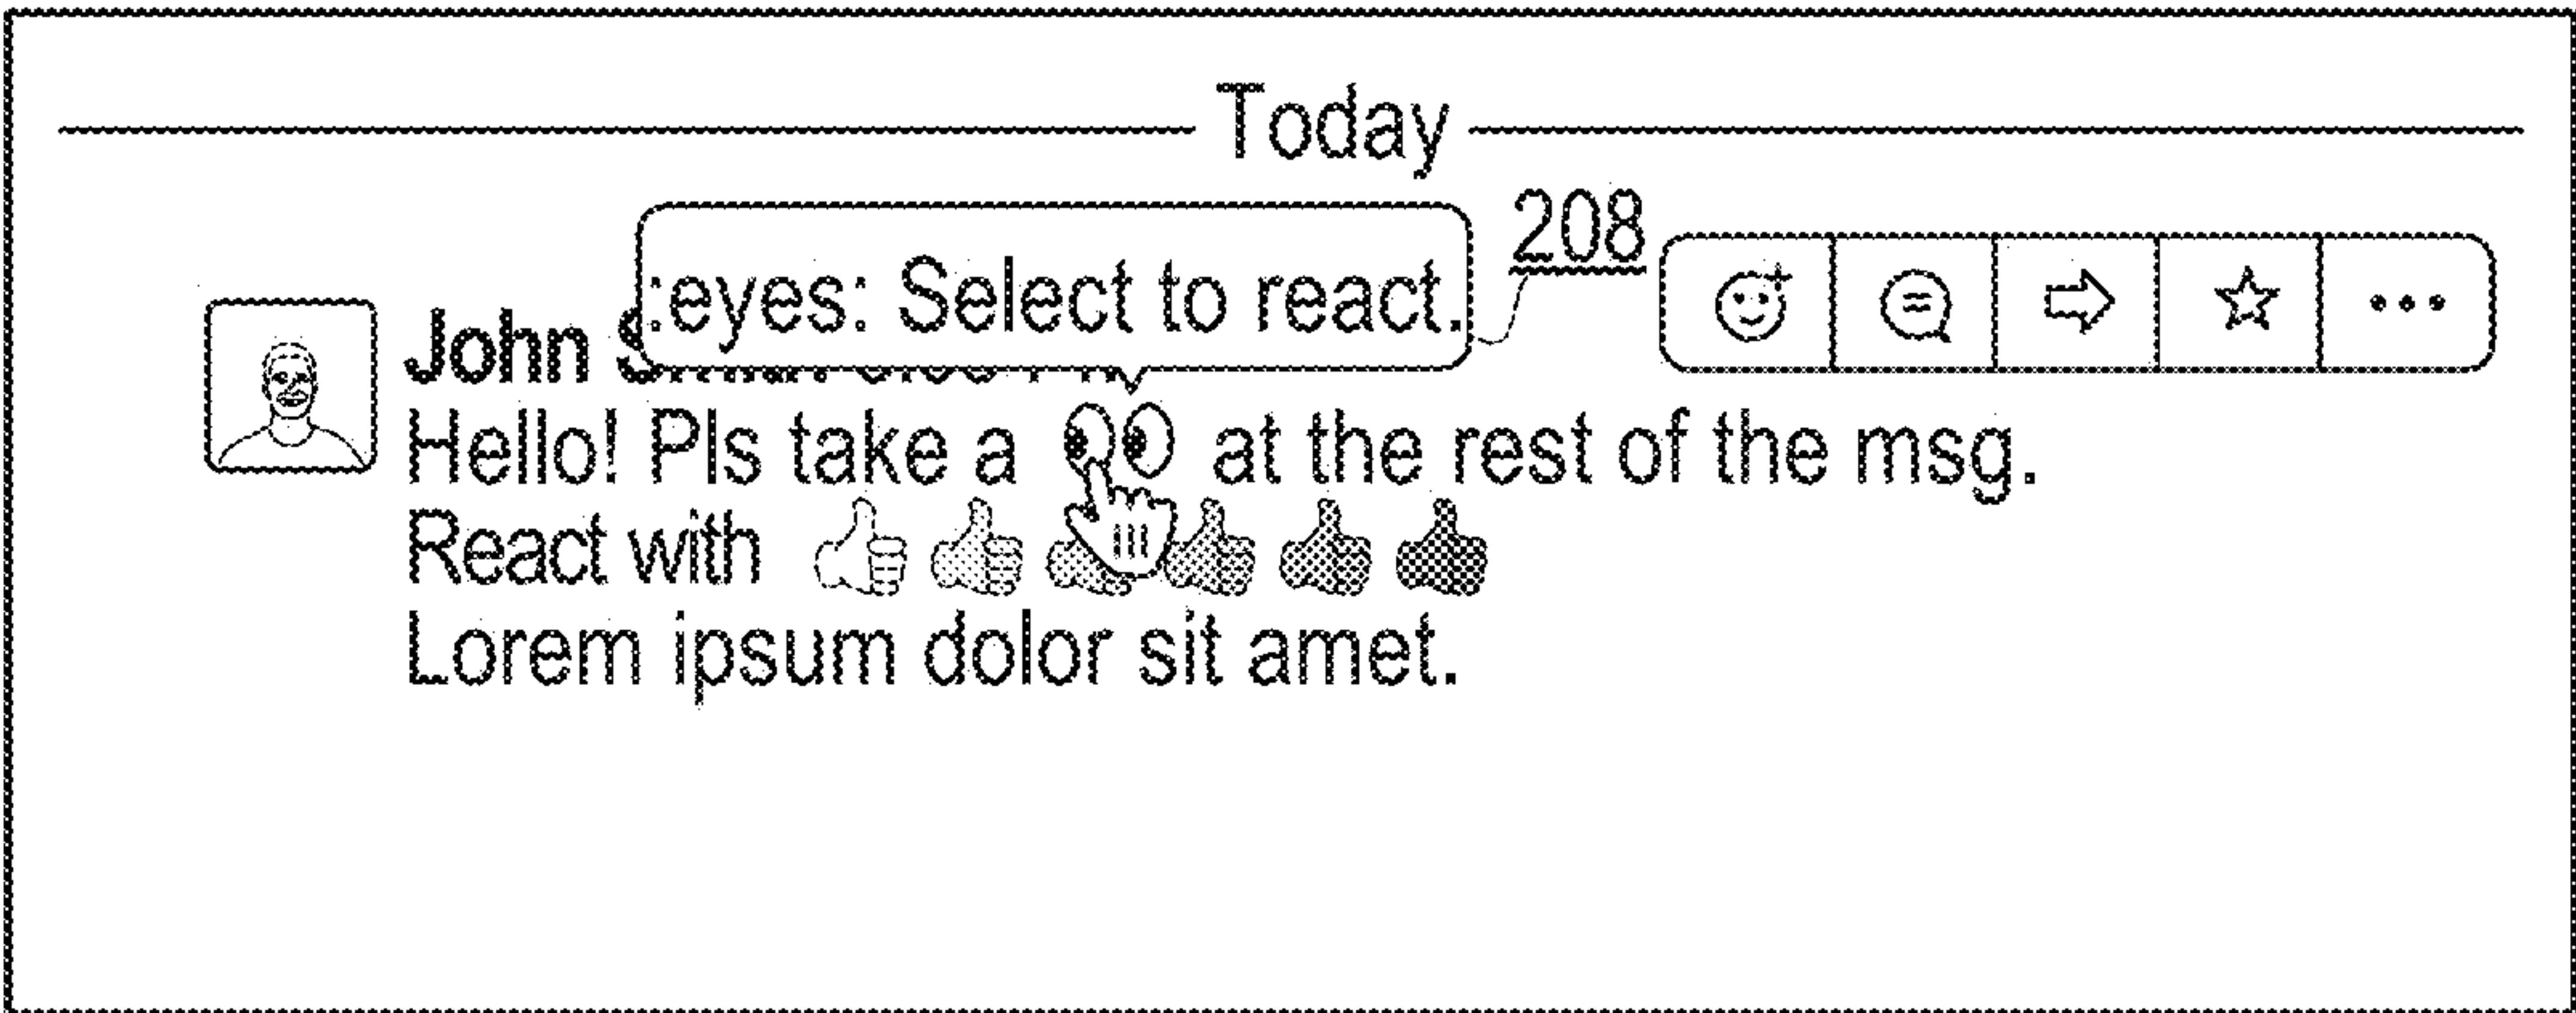 Today
:eyes: Select to react.
208
John
Hello! Pls take a 👀 at the rest of the msg.
React with 👍 👍 👍 👍 👍 👍
Lorem ipsum dolor sit amet.